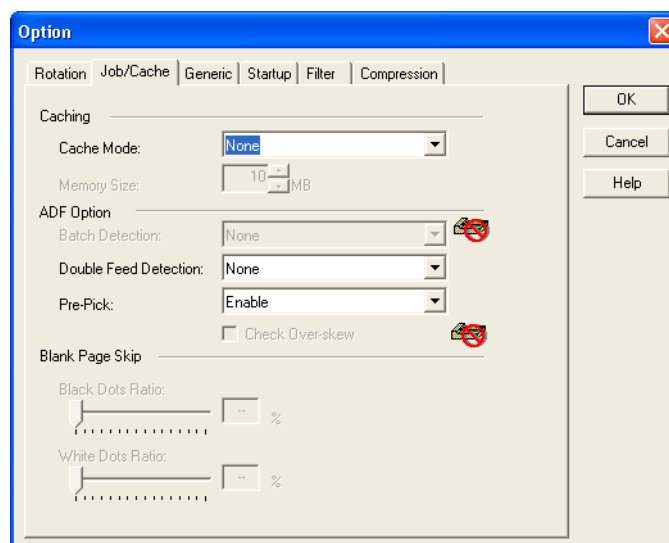 Option
Rotation Job/Cache Generic Startup Filter Compression
OK
Cancel
Help
Caching
Cache Mode: None
Memory Size: 10 MB
ADF Option
Batch Detection: None
Double Feed Detection: None
Pre-Pick: Enable
Check Over-skew
Blank Page Skip
Black Dots Ratio:
-- %
White Dots Ratio:
-- %